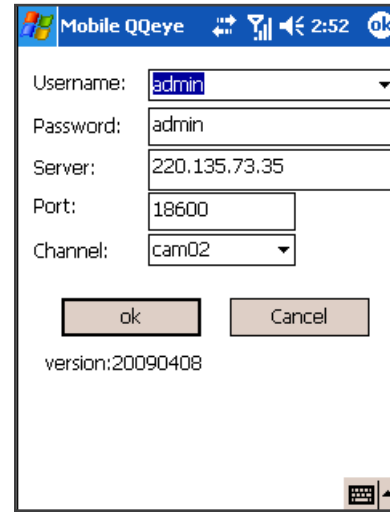 Mobile QQeye 2:52 ok
Username: admin
Password: admin
Server: 220.135.73.35
Port: 18600
Channel: cam02
ok Cancel
version:20090408